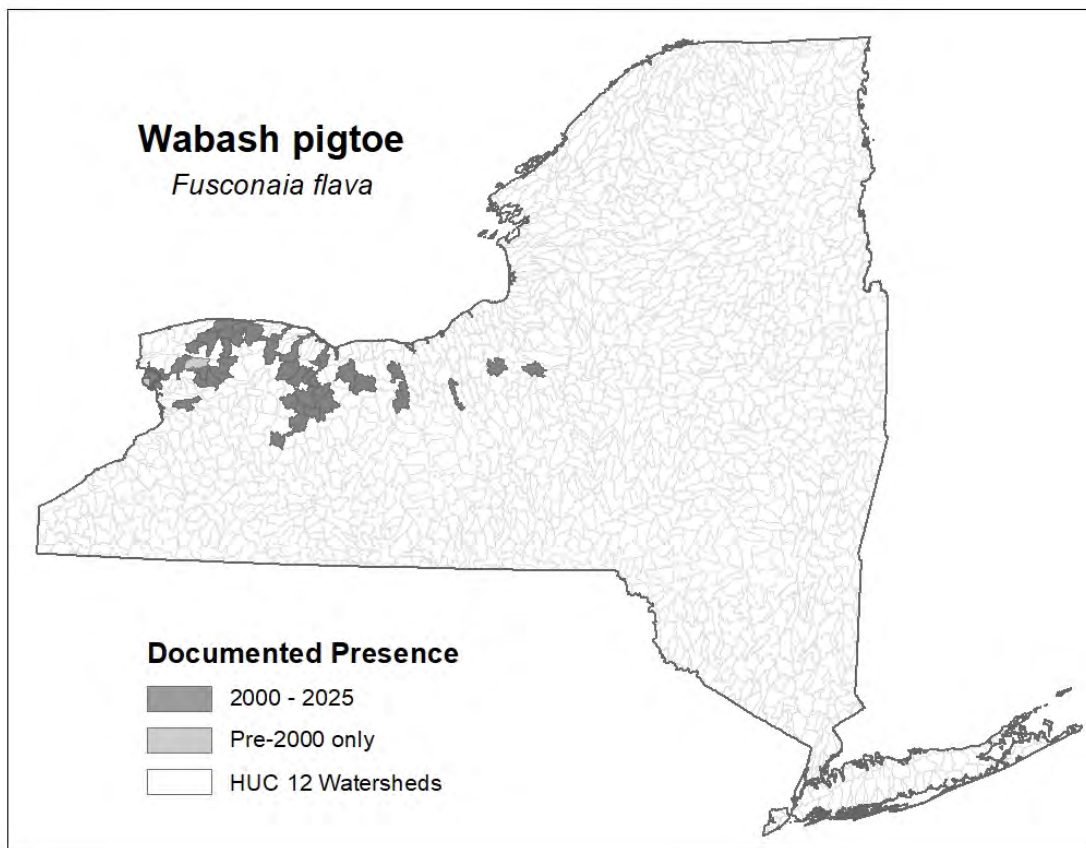 Wabash pigtoe
Fusconaia flava
Documented Presence
2000 - 2025
Pre-2000 only
HUC 12 Watersheds